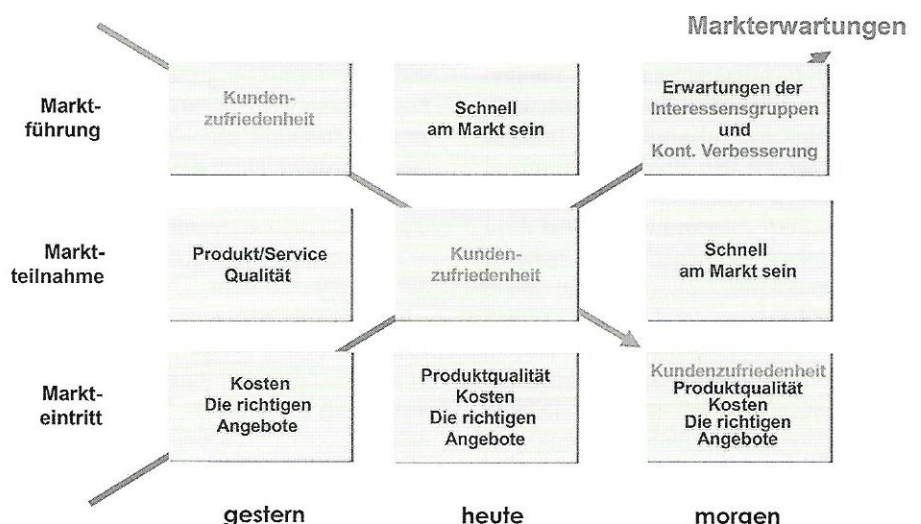 Markterwartungen
Markt-
führung
Kunden-
zufriedenheit
Schnell
am Markt sein
Erwartungen der
Interessensgruppen
und
Kont. Verbesserung
Markt-
teilnahme
Produkt/Service
Qualität
Kunden-
zufriedenheit
Schnell
am Markt sein
Markt-
eintritt
Kosten
Die richtigen
Angebote
Produktqualität
Kosten
Die richtigen
Angebote
Kundenzufriedenheit
Produktqualität
Kosten
Die richtigen
Angebote
gestern
heute
morgen